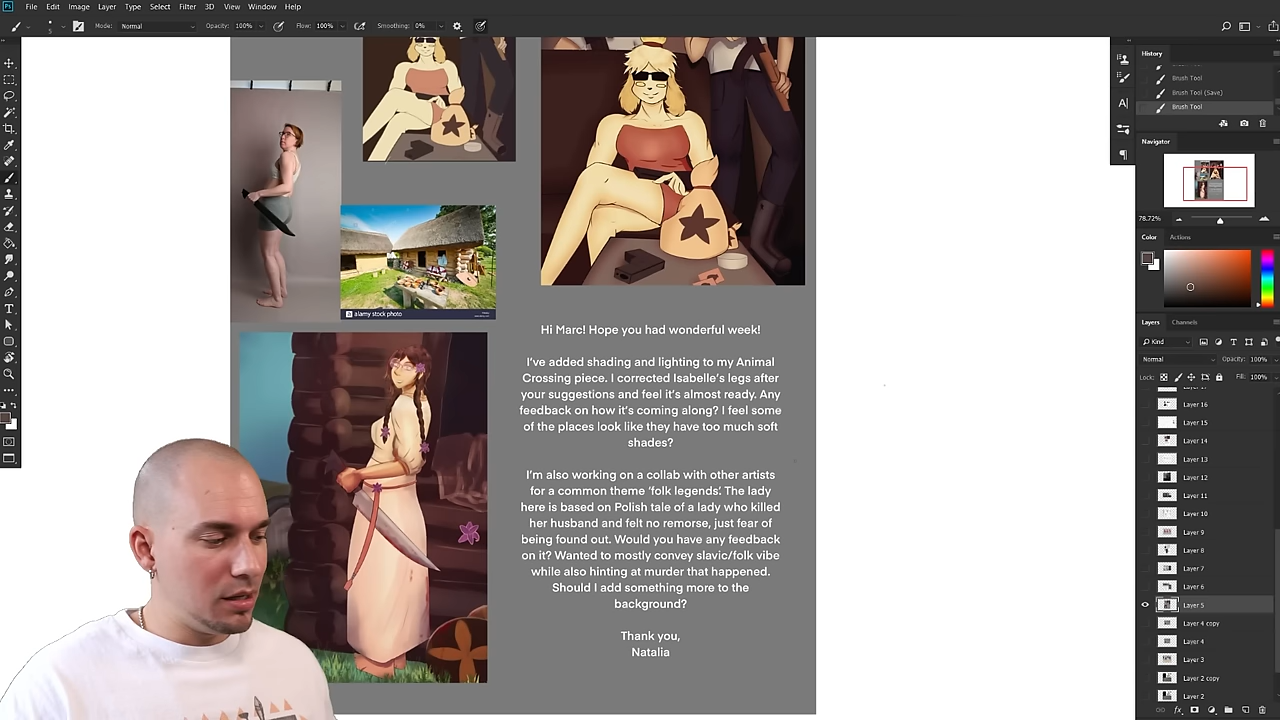 File Edit Image Layer Type Select Filter 3D View Window Help
5 Mode: Normal Opacity: 100% Flow: 100% Smoothing: 0%
History
Brush Tool
Brush Tool (Save)
Brush Tool
Navigator
78.72%
Color Actions
Layers Channels
Kind
Normal Opacity: 100%
Lock: Fill: 100%
Layer 16
Layer 15
Layer 14
Layer 13
Layer 12
Layer 11
Layer 10
Layer 9
Layer 8
Layer 7
Layer 6
Layer 5
Layer 4 copy
Layer 4
Layer 3
Layer 2 copy
Layer 2
a alamy stock photo
Hi Marc! Hope you had wonderful week!
I've added shading and lighting to my Animal
Crossing piece. I corrected Isabelle's legs after
your suggestions and feel it's almost ready. Any
feedback on how it's coming along? I feel some
of the places look like they have too much soft
shades?
I'm also working on a collab with other artists
for a common theme 'folk legends'. The lady
here is based on Polish tale of a lady who killed
her husband and felt no remorse, just fear of
being found out. Would you have any feedback
on it? Wanted to mostly convey slavic/folk vibe
while also hinting at murder that happened.
Should I add something more to the
background?
Thank you,
Natalia